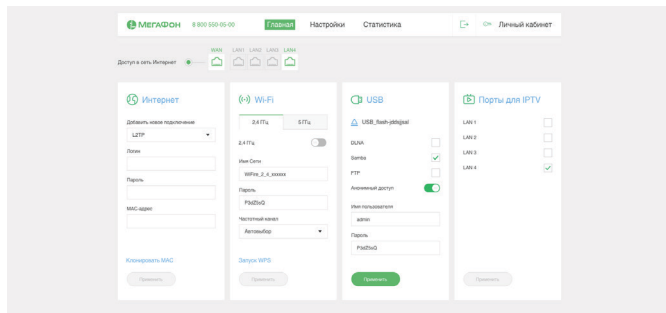 МЕГАФОН 8 800 550-05-00 Главная Настройки Статистика Личный кабинет
WAN LAN1 LAN2 LAN3 LAN4
Доступ в сеть Интернет
Интернет
Добавить новое подключение
L2TP
Логин
Пароль
MAC-адрес
Клонировать MAC
Применить
Wi-Fi
2,4 ГГц 5 ГГц
2,4 ГГц
Имя Сети
Пароль
P3dZ5sQ
Частотный канал
Автовыбор
Запуск WPS
Применить
USB
DLNA
Samba
FTP
Анонимный доступ
Имя пользователя
admin
Пароль
P3dZ5sQ
Применить
Порты для IPTV
LAN 1
LAN 2
LAN 3
LAN 4
Применить